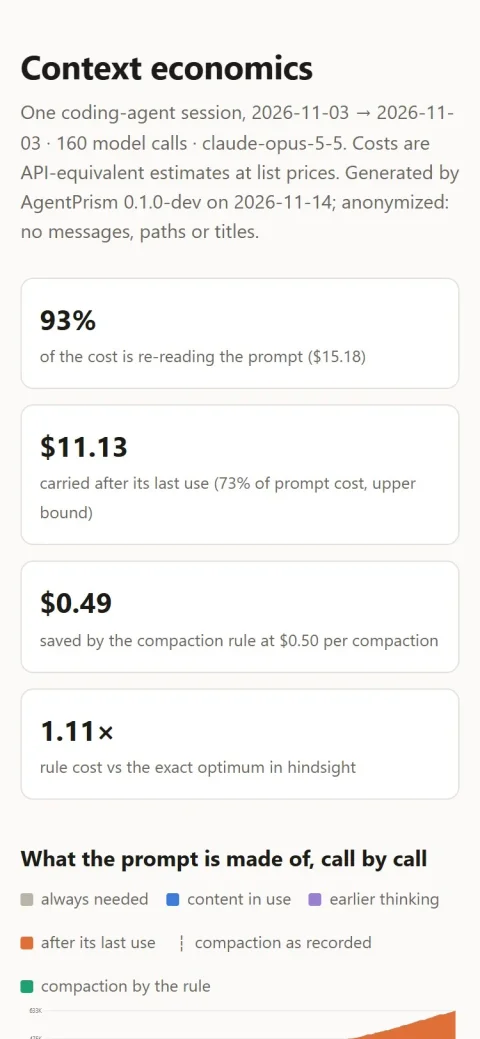 Context economics
One coding-agent session, 2026-11-03 → 2026-11-
03 · 160 model calls · claude-opus-5-5. Costs are
API-equivalent estimates at list prices. Generated by
AgentPrism 0.1.0-dev on 2026-11-14; anonymized:
no messages, paths or titles.
93%
of the cost is re-reading the prompt ($15.18)
$11.13
carried after its last use (73% of prompt cost, upper
bound)
$0.49
saved by the compaction rule at $0.50 per compaction
1.11×
rule cost vs the exact optimum in hindsight
What the prompt is made of, call by call
always needed content in use earlier thinking
after its last use compaction as recorded
compaction by the rule
633K